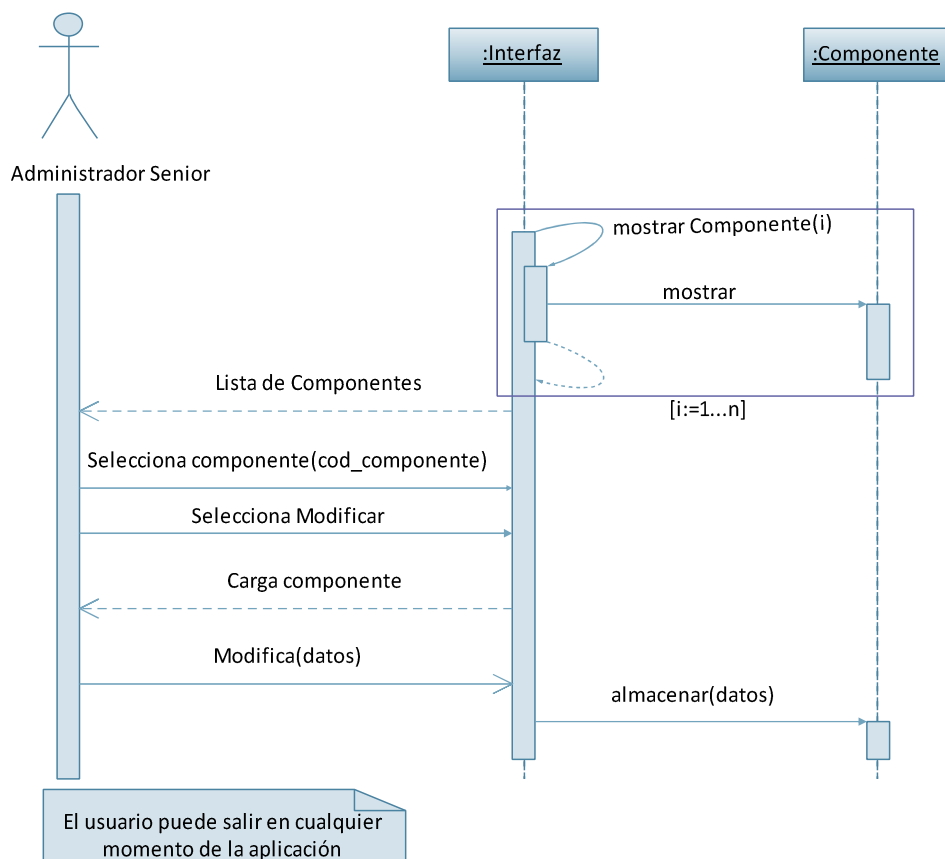 :Interfaz
:Componente
Administrador Senior
mostrar Componente(i)
mostrar
Lista de Componentes
[i:=1...n]
Selecciona componente(cod_componente)
Selecciona Modificar
Carga componente
Modifica(datos)
almacenar(datos)
El usuario puede salir en cualquier
momento de la aplicación